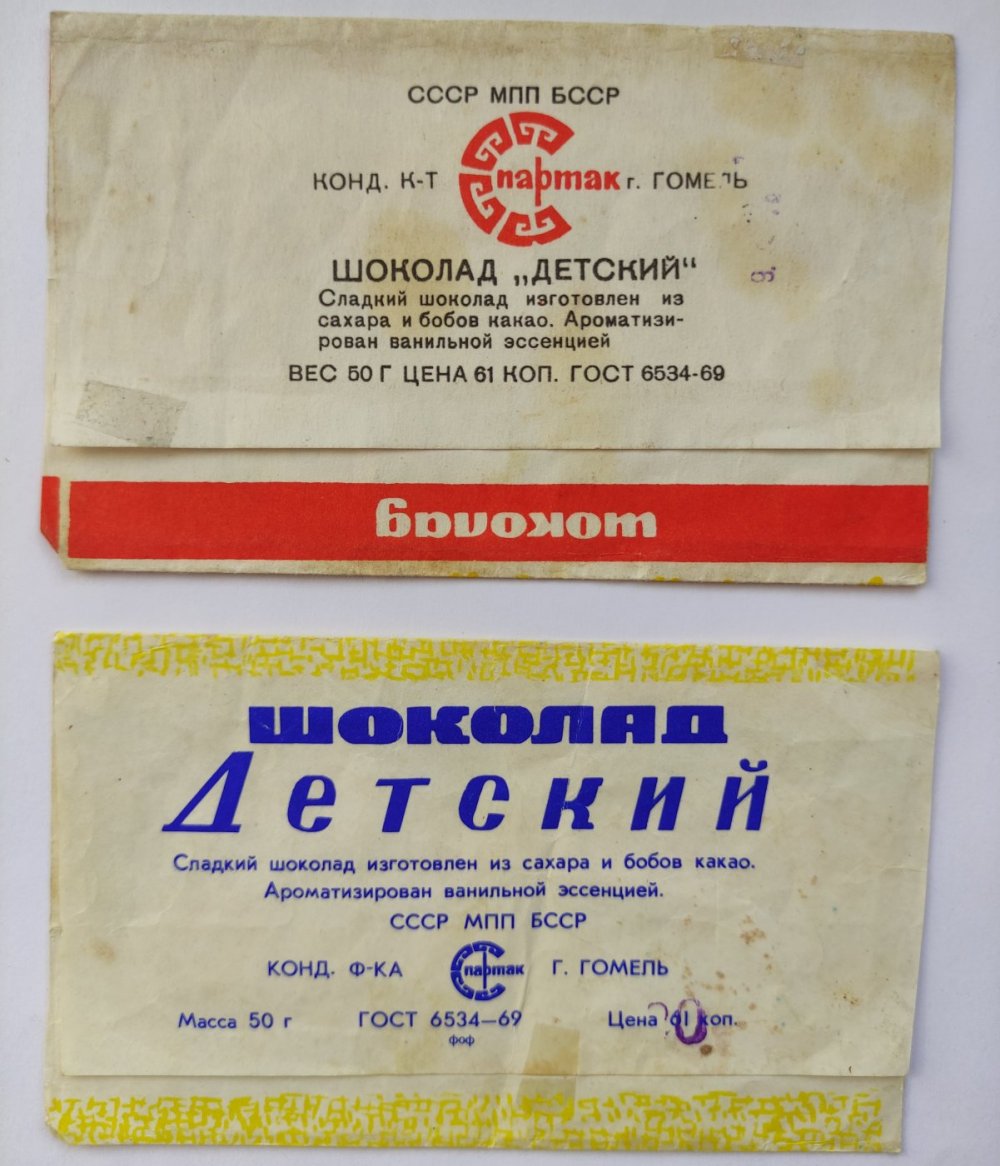 СССР МПП БССР
КОНД. К-Т Спартак г. ГОМЕЛЬ
ШОКОЛАД „ДЕТСКИЙ“
Сладкий шоколад изготовлен из
сахара и бобов какао. Ароматизи-
рован ванильной эссенцией
ВЕС 50 Г ЦЕНА 61 КОП. ГОСТ 6534-69
шоколад
шоколад
Детский
Сладкий шоколад изготовлен из сахара и бобов какао.
Ароматизирован ванильной эссенцией.
СССР МПП БССР
КОНД. Ф-КА Спартак Г. ГОМЕЛЬ
Масса 50 г ГОСТ 6534—69 Цена 61 коп.
фоф